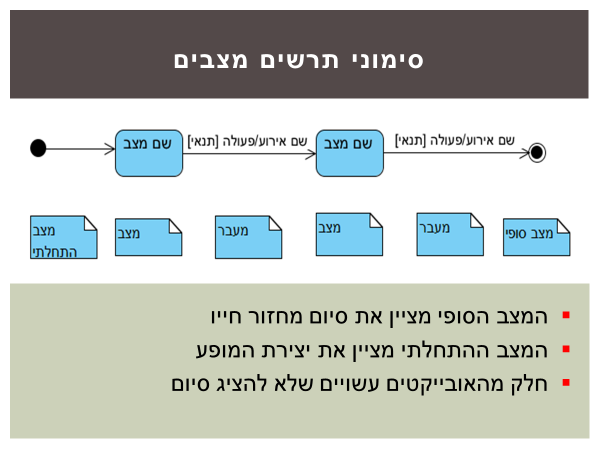 סימוני תרשים מצבים
שם אירוע/פעולה [תנאי]
שם אירוע/פעולה [תנאי]
שם מצב
שם מצב
מצב
התחלתי
מצב
מעבר
מצב
מעבר
מצב סופי
המצב הסופי מציין את סיום מחזור חייו
המצב ההתחלתי מציין את יצירת המופע
חלק מהאובייקטים עשויים שלא להציג סיום